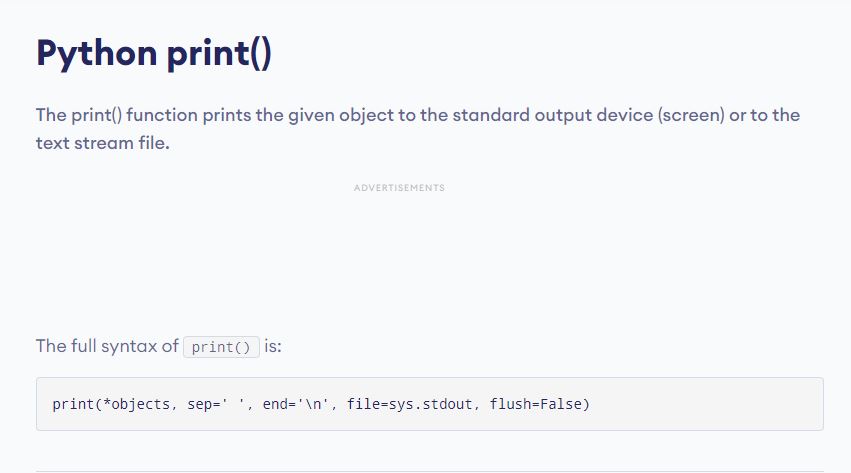 Python print()
The print() function prints the given object to the standard output device (screen) or to the
text stream file.
ADVERTISEMENTS
The full syntax of print() is:
print(*objects, sep=' ', end='\n', file=sys.stdout, flush=False)